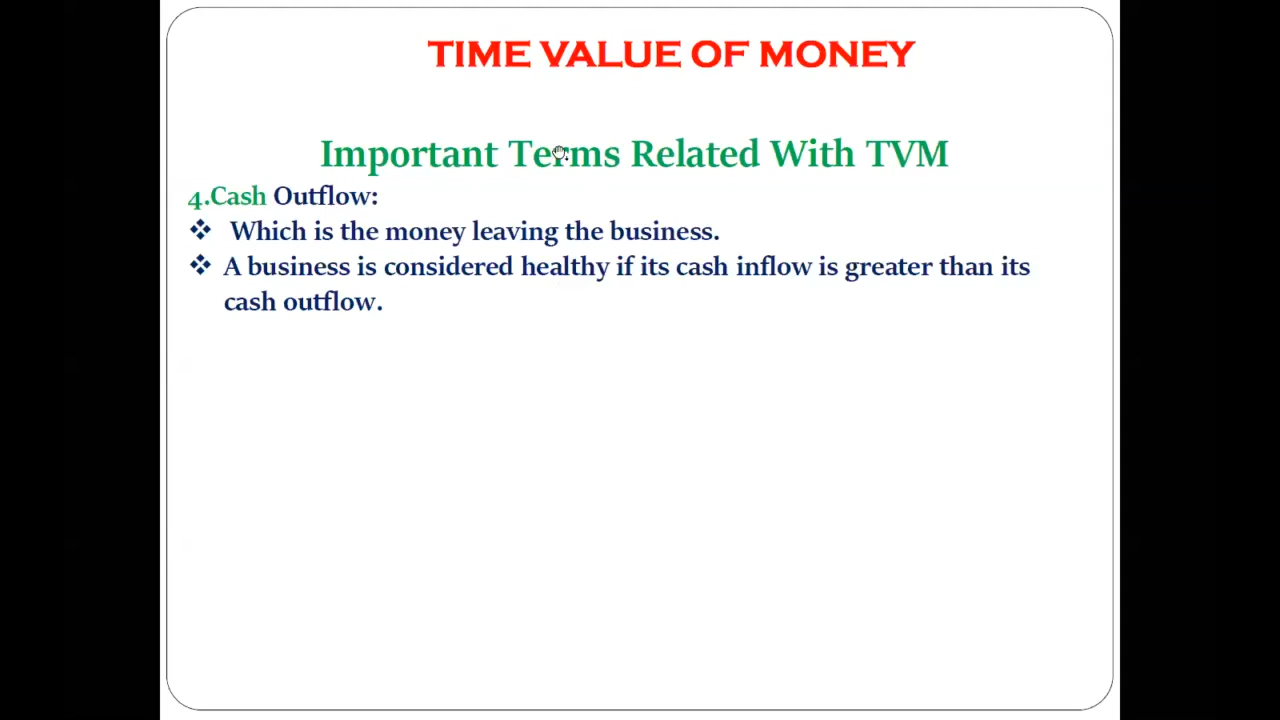 TIME VALUE OF MONEY
Important Terms Related With TVM
4.Cash Outflow:
❖ Which is the money leaving the business.
❖ A business is considered healthy if its cash inflow is greater than its
cash outflow.